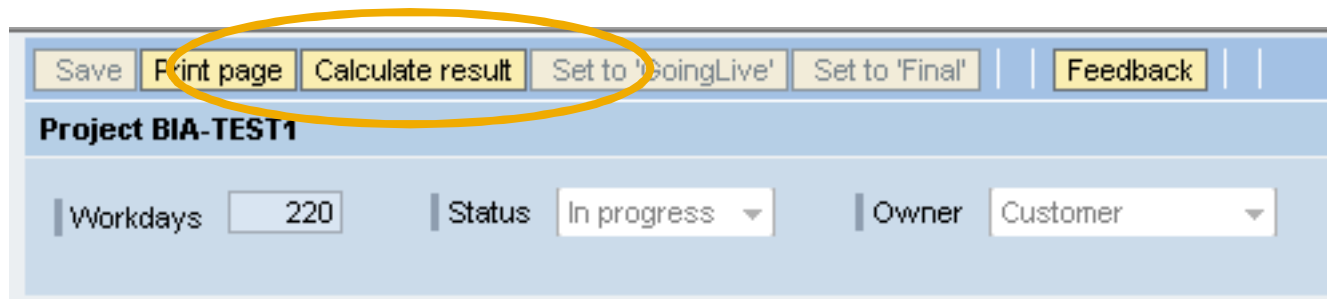 Save Print page Calculate result Set to 'GoingLive' Set to 'Final' Feedback
Project BIA-TEST1
Workdays 220 Status In progress Owner Customer